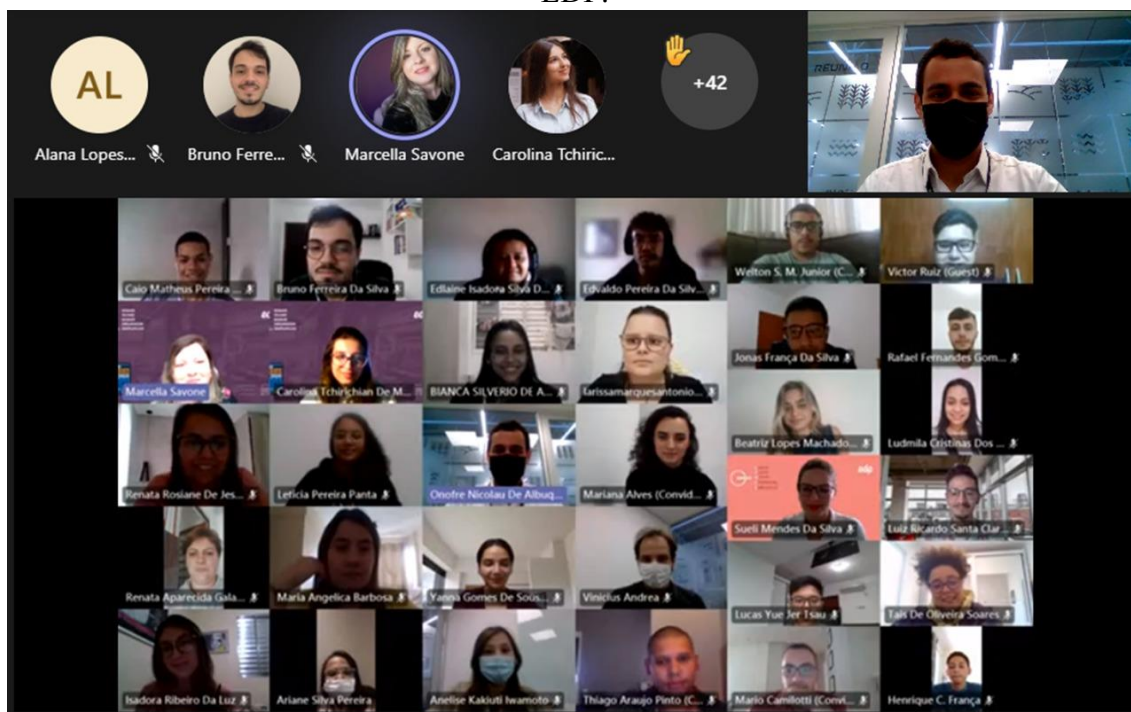 EDP.
AL
+42
Alana Lopes...
Bruno Ferre...
Marcella Savone
Carolina Tchiric...
REUNIÃO
Caio Matheus Pereira ...
Bruno Ferreira Da Silva
Edlaine Isadora Silva D...
Edvaldo Pereira Da Silv...
Welton S. M. Junior (C...
Victor Ruiz (Guest)
Marcella Savone
Carolina Tchirichian De M...
BIANCA SILVERIO DE A...
larissamarquesantonio...
Jonas França Da Silva
Rafael Fernandes Gom...
Beatriz Lopes Machado...
Ludmila Cristinas Dos ...
Renata Rosiane De Jes...
Leticia Pereira Panta
Onofre Nicolau De Albuq...
Mariana Alves (Convid...
edp
Sueli Mendes Da Silva
Luiz Ricardo Santa Clar...
Renata Aparecida Gala...
Maria Angelica Barbosa
Yanna Gomes De Sous...
Vinicius Andrea
Lucas Yue Jer Tsau
Tais De Oliveira Soares
Isadora Ribeiro Da Luz
Ariane Silva Pereira
Anelise Kakiuti Iwamoto
Thiago Araujo Pinto (C...
Mario Camilotti (Convi...
Henrique C. França